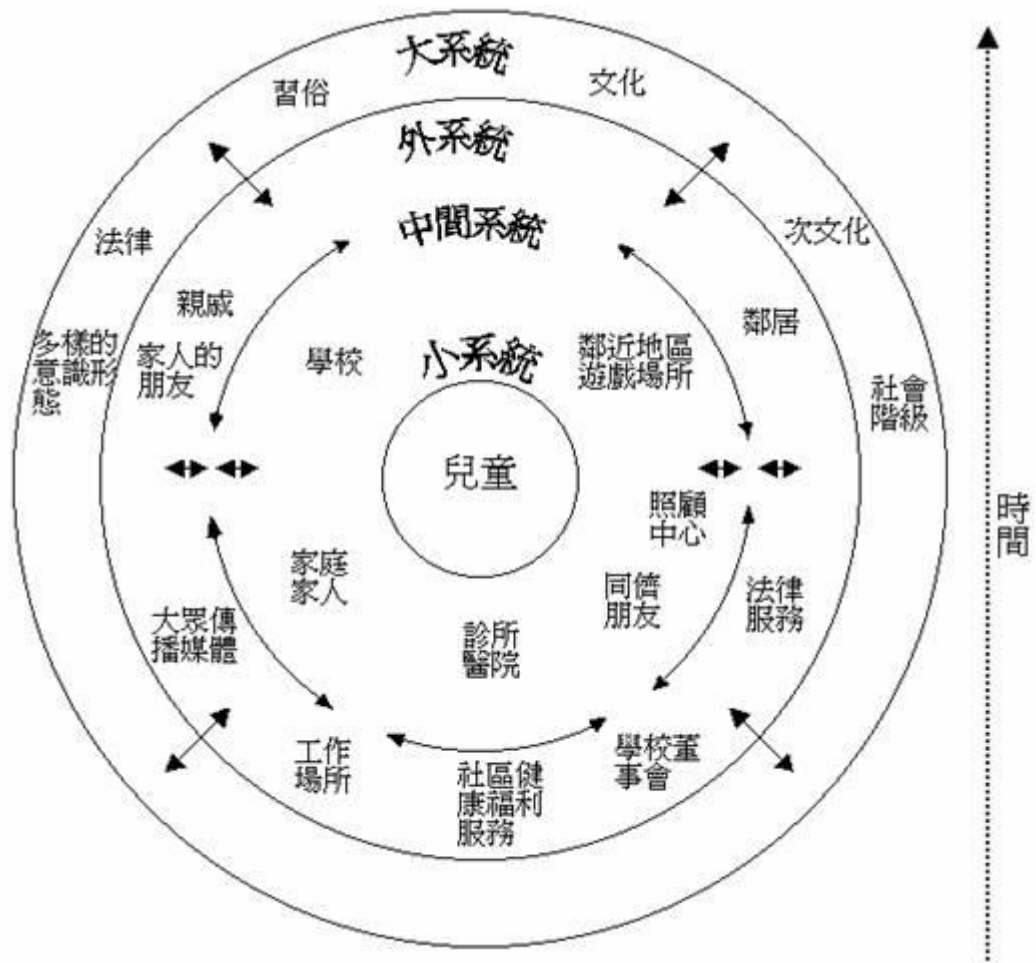 大系統
習俗
文化
外系統
中間系統
法律
次文化
親戚
鄰居
多樣的
意識形
態
家人的
朋友
學校
小系統
鄰近地區
遊戲場所
社會
階級
兒童
照顧
中心
時
間
家庭
家人
同儕
朋友
法律
服務
大眾傳
播媒體
診所
醫院
工作
場所
學校董
事會
社區健
康福利
服務